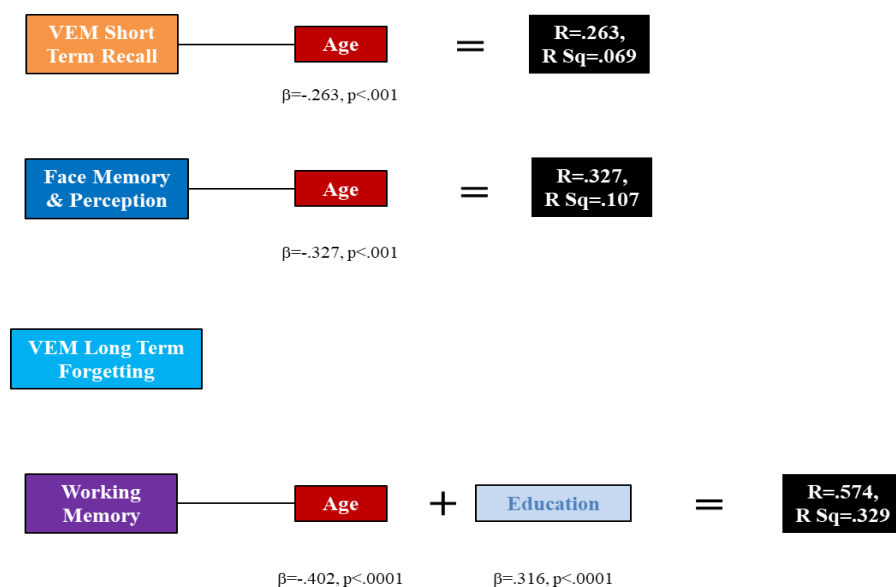 VEM Short
Term Recall
Age
=
R=.263,
R Sq=.069
β=-.263, p<.001
Face Memory
& Perception
Age
=
R=.327,
R Sq=.107
β=-.327, p<.001
VEM Long Term
Forgetting
Working
Memory
Age
+
Education
=
R=.574,
R Sq=.329
β=-.402, p<.0001
β=.316, p<.0001